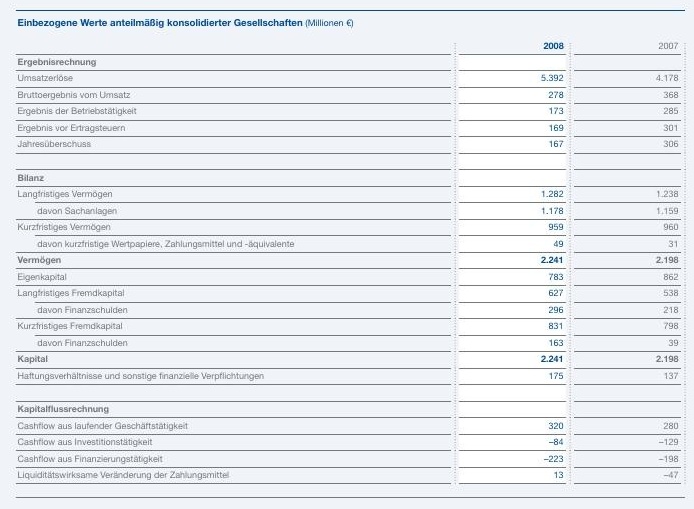 Einbezogene Werte anteilmäßig konsolidierter Gesellschaften (Millionen €)
2008 2007
Ergebnisrechnung
Umsatzerlöse 5.392 4.178
Bruttoergebnis vom Umsatz 278 368
Ergebnis der Betriebstätigkeit 173 285
Ergebnis vor Ertragsteuern 169 301
Jahresüberschuss 167 306
Bilanz
Langfristiges Vermögen 1.282 1.238
davon Sachanlagen 1.178 1.159
Kurzfristiges Vermögen 959 960
davon kurzfristige Wertpapiere, Zahlungsmittel und -äquivalente 49 31
Vermögen 2.241 2.198
Eigenkapital 783 862
Langfristiges Fremdkapital 627 538
davon Finanzschulden 296 218
Kurzfristiges Fremdkapital 831 798
davon Finanzschulden 163 39
Kapital 2.241 2.198
Haftungsverhältnisse und sonstige finanzielle Verpflichtungen 175 137
Kapitalflussrechnung
Cashflow aus laufender Geschäftstätigkeit 320 280
Cashflow aus Investitionstätigkeit –84 –129
Cashflow aus Finanzierungstätigkeit –223 –198
Liquiditätswirksame Veränderung der Zahlungsmittel 13 –47